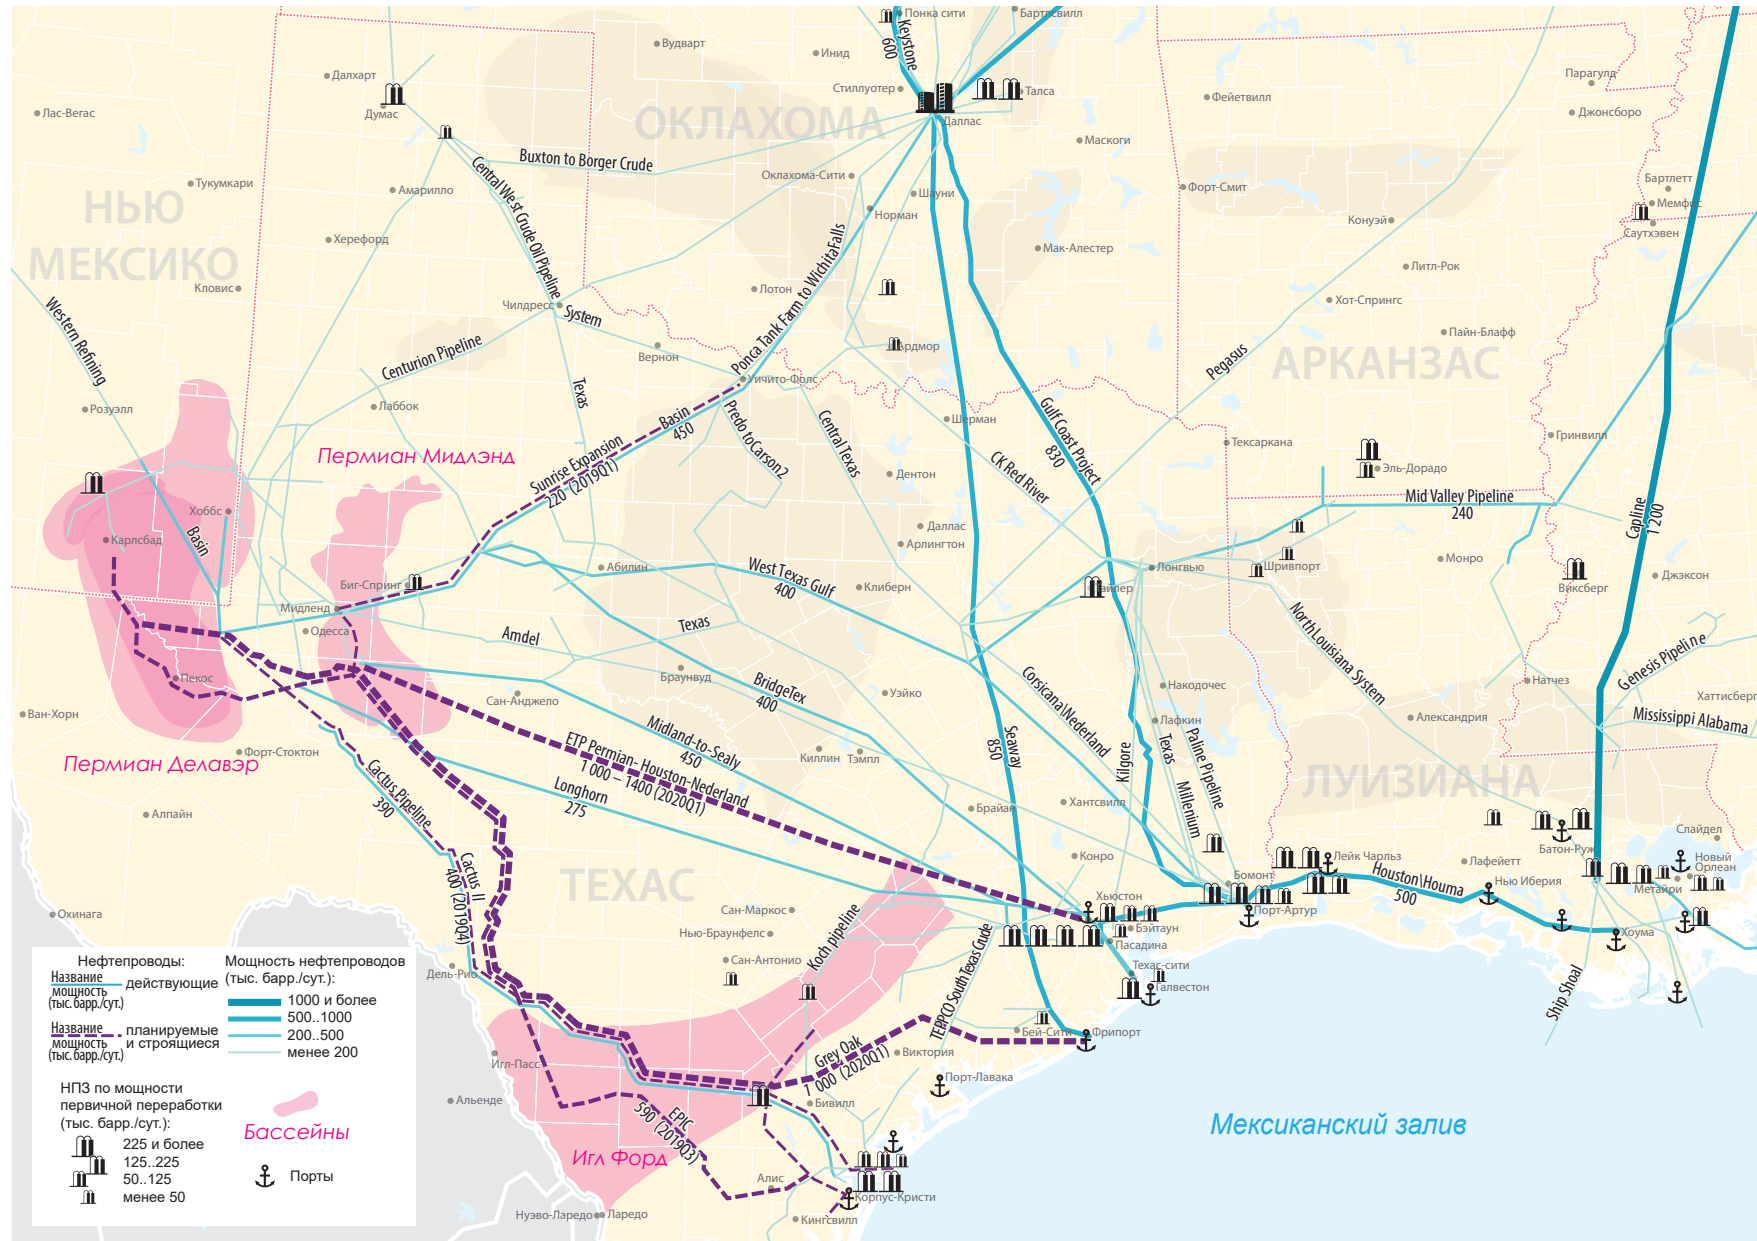 Понка сити
Бартлсвилл
Вудварт
Инид
Keystone
600
Далхарт
Стиллуотер
Талса
Парагулд
Фейетвилл
Думас
Лас-Вегас
ОКЛАХОМА
Даллас
Джонсборо
Маскоги
Buxton to Borger Crude
Central West Crude Oil Pipeline
System
Тукумкари
Амарилло
Оклахома-Сити
Шауни
Форт-Смит
Бартлетт
Мемфис
НЬЮ
МЕКСИКО
Норман
Конуэй
Саутхэвен
Херефорд
Мак-Алестер
Литл-Рок
Кловис
Лотон
Чилдресс
Хот-Спрингс
Western Refining
Ponca Tank Farm to Wichita Falls
Пайн-Блафф
Centurion Pipeline
Вернон
Ардмор
Pegasus
АРКАНЗАС
Texas
Уичито-Фолс
Розуэлл
Лаббок
Basin
450
Predo to Carson2
Central Texas
Шерман
Gulf Coast Project
830
Тексаркана
Гринвилл
Пермиан Мидлэнд
Sunrise Expansion
220 (2019Q1)
CK Red River
Дентон
Эль-Дорадо
Хоббс
Mid Valley Pipeline
240
Capline
1 200
Basin
Карлсбад
Даллас
Арлингтон
Монро
Биг-Спринг
Абилин
West Texas Gulf
400
Клиберн
Тайлер
Лонгвью
Шривпорт
Виксберг
Джэксон
Мидленд
Одесса
Amdel
Texas
North Louisiana System
Genesis Pipeline
Пекос
Браунвуд
Сан-Анджело
BridgeTex
400
Уэйко
Corsicana\Nederland
Накодочес
Натчез
Хаттисберг
Ван-Хорн
Лафкин
Александрия
Mississippi Alabama
Форт-Стоктон
Midland-to-Sealy
450
Киллин
Тэмпл
Seaway
850
Kilgore
Texas
Paline Pipeline
Пермиан Делавэр
Cactus Pipeline
390
ETP Permian- Houston-Nederland
1 000 – 1400 (2020Q1)
Longhorn
275
Millenium
ЛУИЗИАНА
Алпайн
Брайан
Хантсвилл
Слайдел
Конро
Лейк Чарльз
Лафейетт
Батон-Руж
Новый
Орлеан
Cactus II
400 (2019Q4)
ТЕХАС
Бомонт
Houston\Houma
500
Нью Иберия
Метайри
Охинага
Сан-Маркос
Хьюстон
Порт-Артур
Нью-Браунфелс
Koch pipeline
Бэйтаун
Пасадина
Хоума
Дель-Рио
Сан-Антонио
TEPPCO South Texas Crude
Техас-сити
Галвестон
Ship Shoal
Бей-Сити
Фрипорт
Игл-Пасс
Grey Oak
1 000 (2020Q1)
Виктория
Порт-Лавака
Альенде
Бивилл
EPIC
590 (2019Q3)
Мексиканский залив
Игл Форд
Алис
Корпус-Кристи
Нуэво-Ларедо
Ларедо
Кингсвилл
Нефтепроводы:
Название
мощность
(тыс.барр./сут.)
действующие
Название
мощность
(тыс.барр./сут.)
планируемые
и строящиеся
Мощность нефтепроводов
(тыс. барр./сут.):
1000 и более
500..1000
200..500
менее 200
НПЗ по мощности
первичной переработки
(тыс. барр./сут.):
225 и более
125..225
50..125
менее 50
Бассейны
Порты